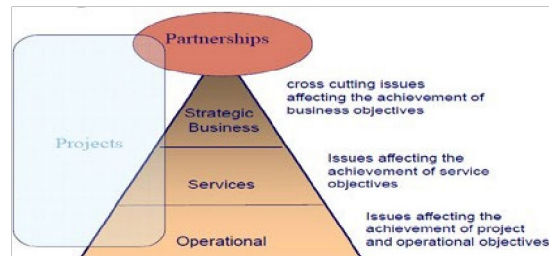 Partnerships
cross cutting issues
affecting the achievement of
business objectives
Strategic
Business
Projects
Issues affecting the
achievement of service
objectives
Services
Issues affecting the
achievement of project
and operational objectives
Operational